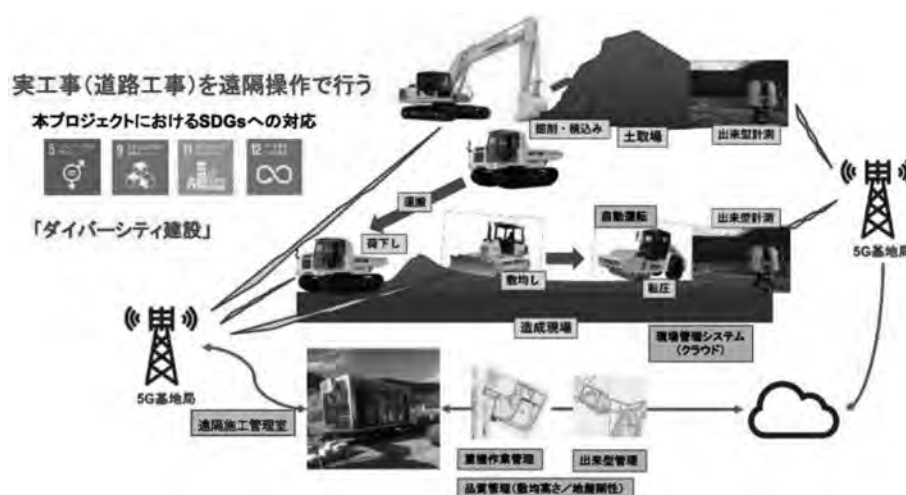 実工事(道路工事)を遠隔操作で行う
本プロジェクトにおけるSDGsへの対応
5
9
11
12
「ダイバーシティ建設」
掘削・積込み
土取場
出来型計測
運搬
荷下し
敷均し
自動運転
転圧
出来型計測
5G基地局
造成現場
現場管理システム
(クラウド)
5G基地局
遠隔施工管理室
重機作業管理
出来型管理
品質管理(敷均高さ/地盤剛性)